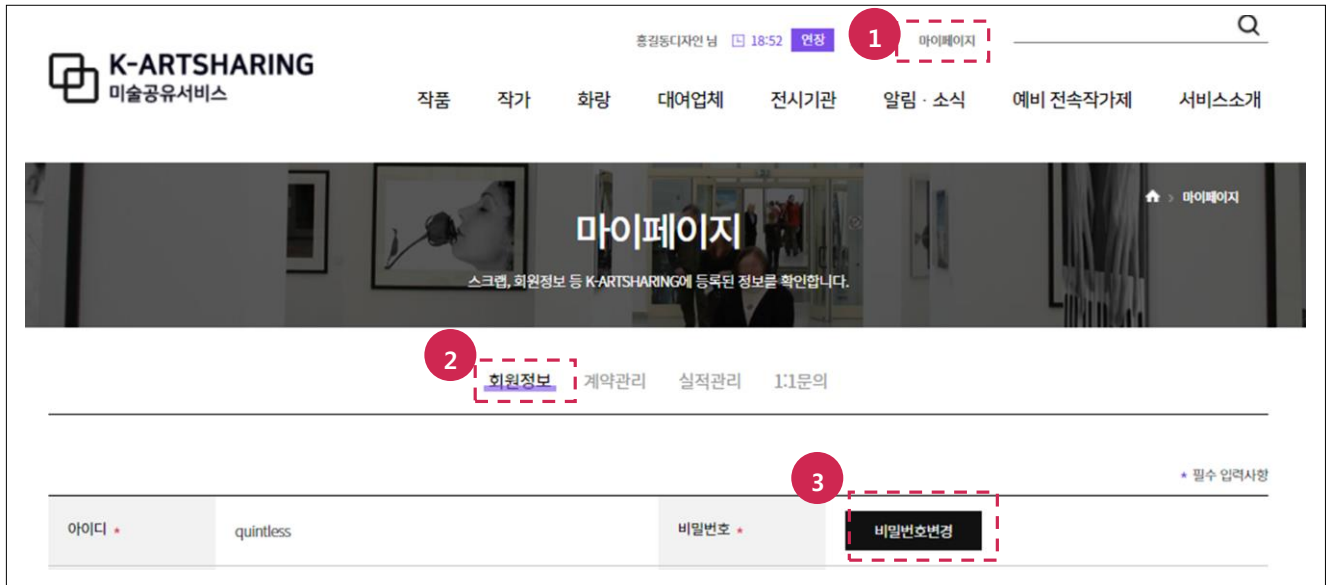 홍길동디자인 님 18:52 연장 1 마이페이지
K-ARTSHARING
미술공유서비스
작품 작가 화랑 대여업체 전시기관 알림 · 소식 예비 전속작가제 서비스소개
> 마이페이지
마이페이지
스크랩, 회원정보 등 K-ARTSHARING에 등록된 정보를 확인합니다.
2
회원정보 계약관리 실적관리 1:1문의
* 필수 입력사항
3
아이디 * quintless 비밀번호 * 비밀번호변경